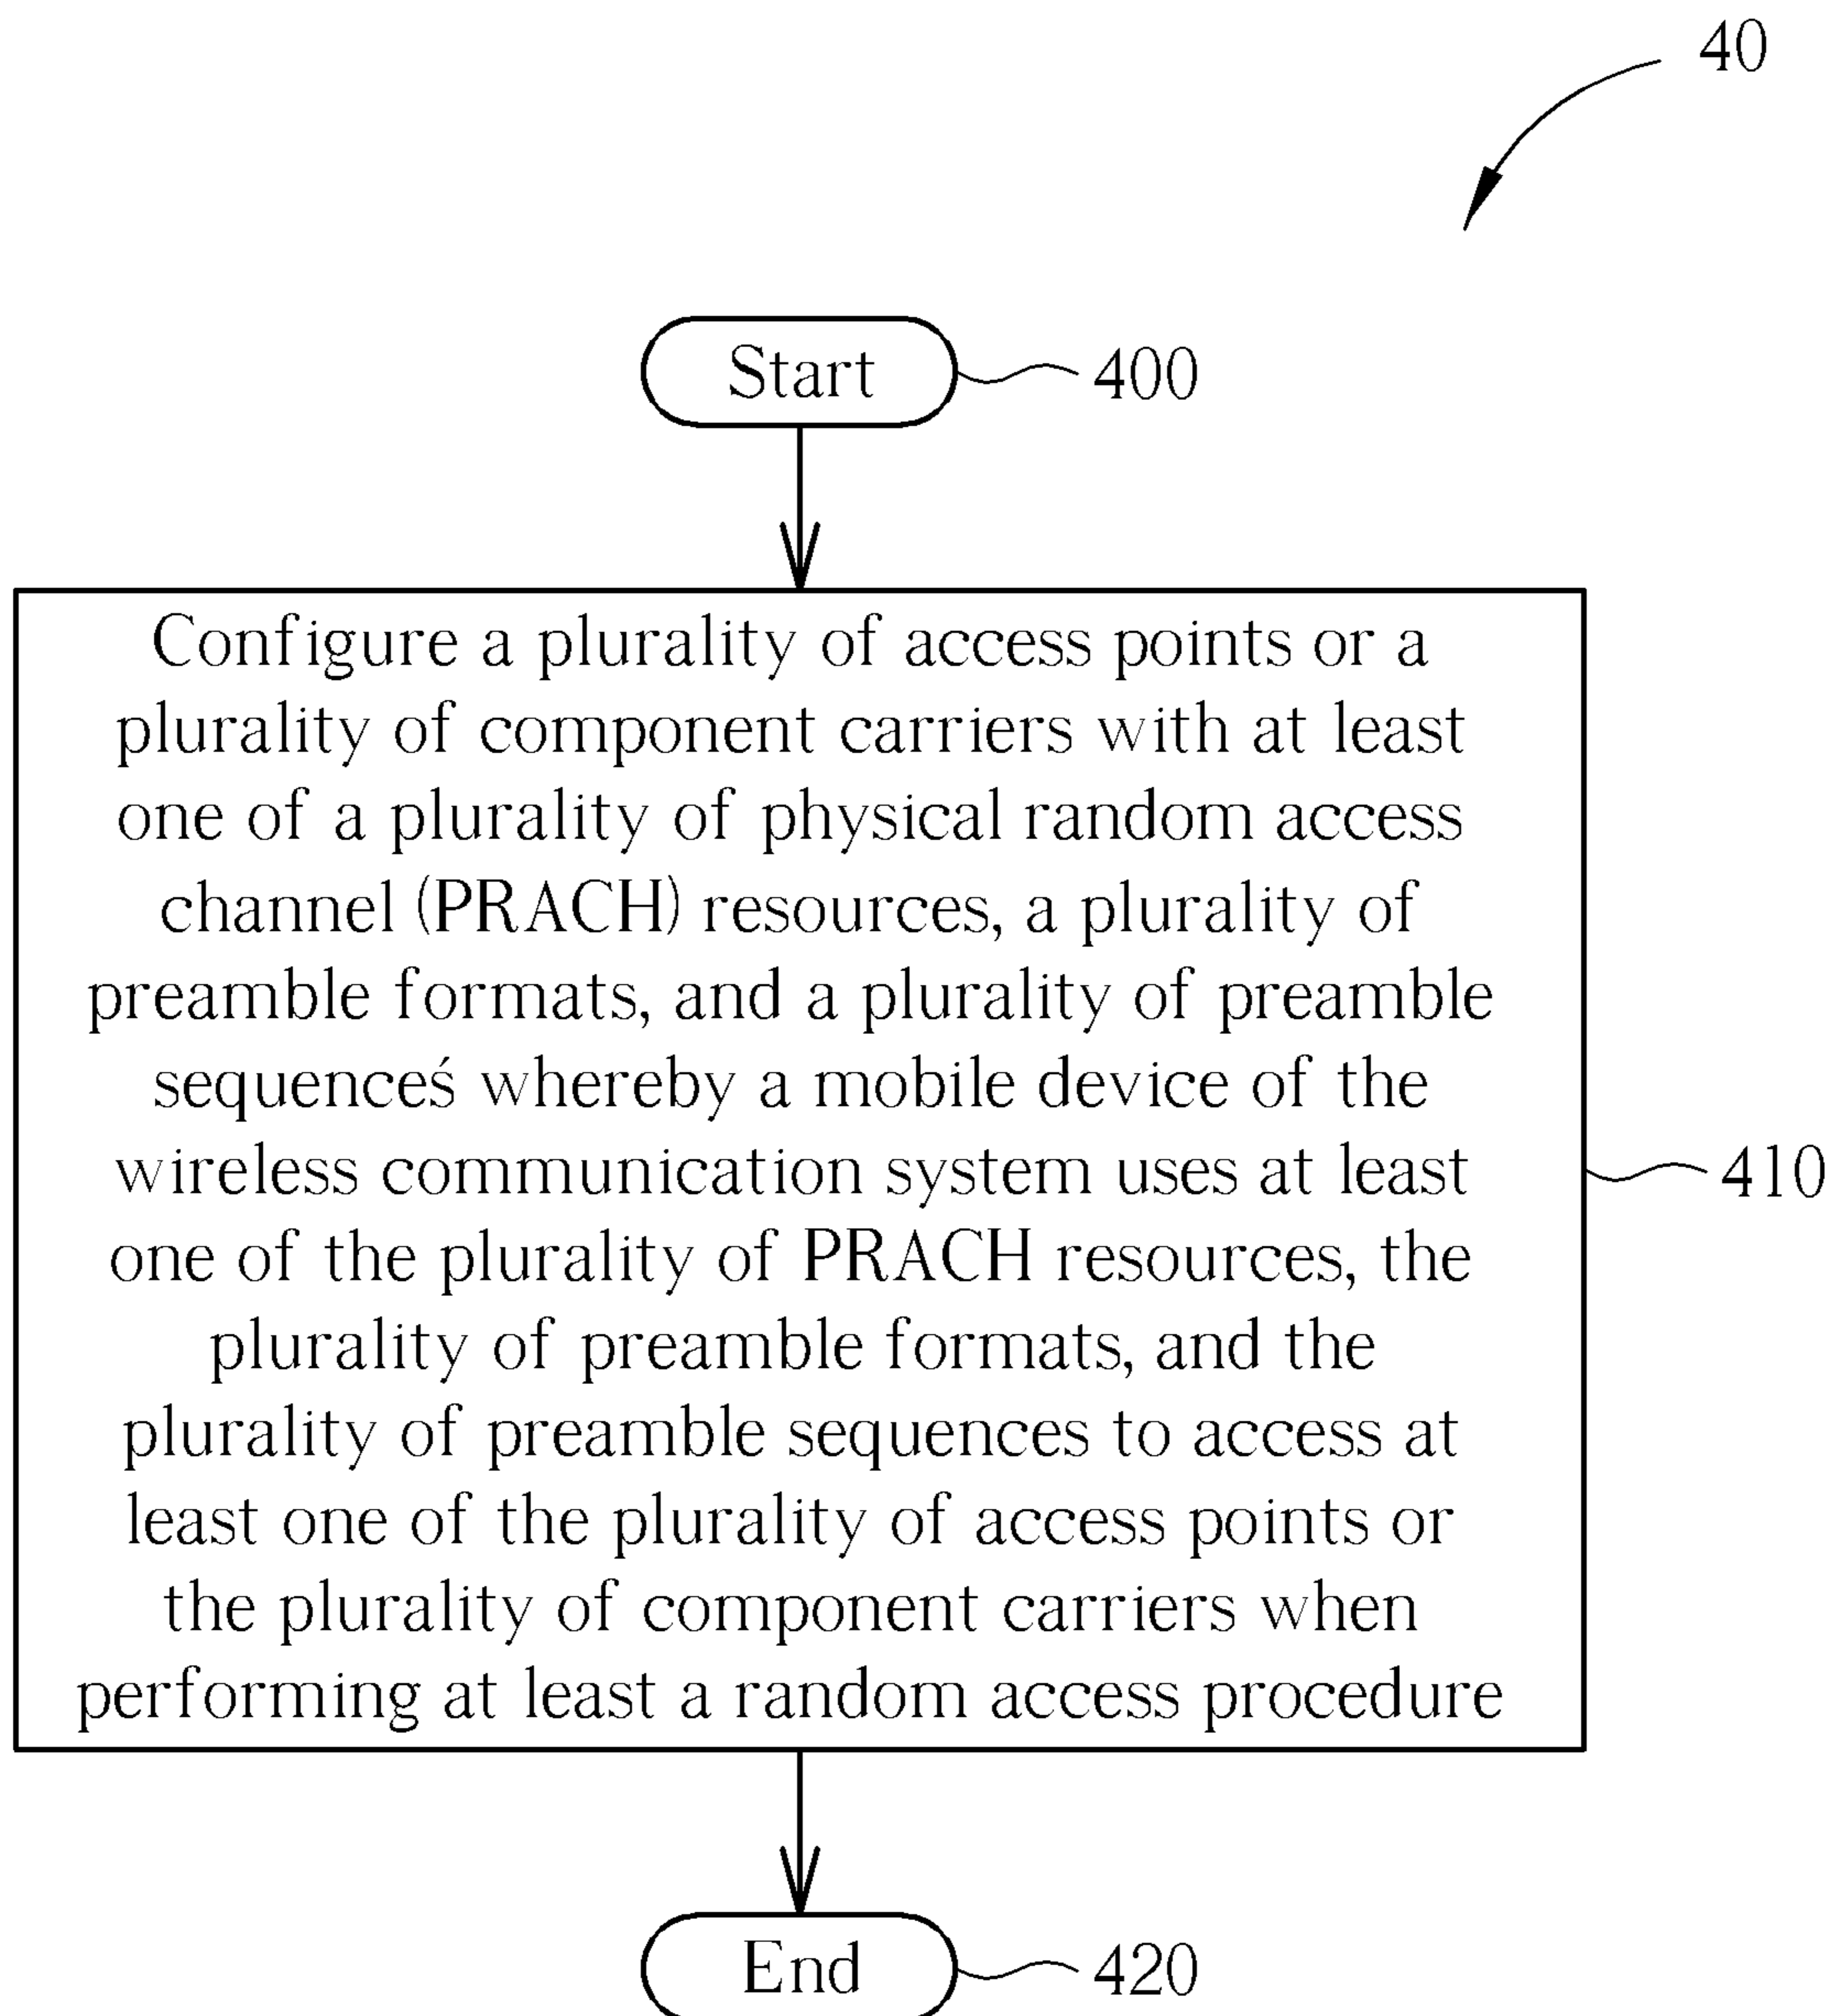 40
Start
400
Configure a plurality of access points or a
plurality of component carriers with at least
one of a plurality of physical random access
channel (PRACH) resources, a plurality of
preamble formats, and a plurality of preamble
sequenceś whereby a mobile device of the
wireless communication system uses at least
one of the plurality of PRACH resources, the
plurality of preamble formats, and the
plurality of preamble sequences to access at
least one of the plurality of access points or
the plurality of component carriers when
performing at least a random access procedure
410
End
420